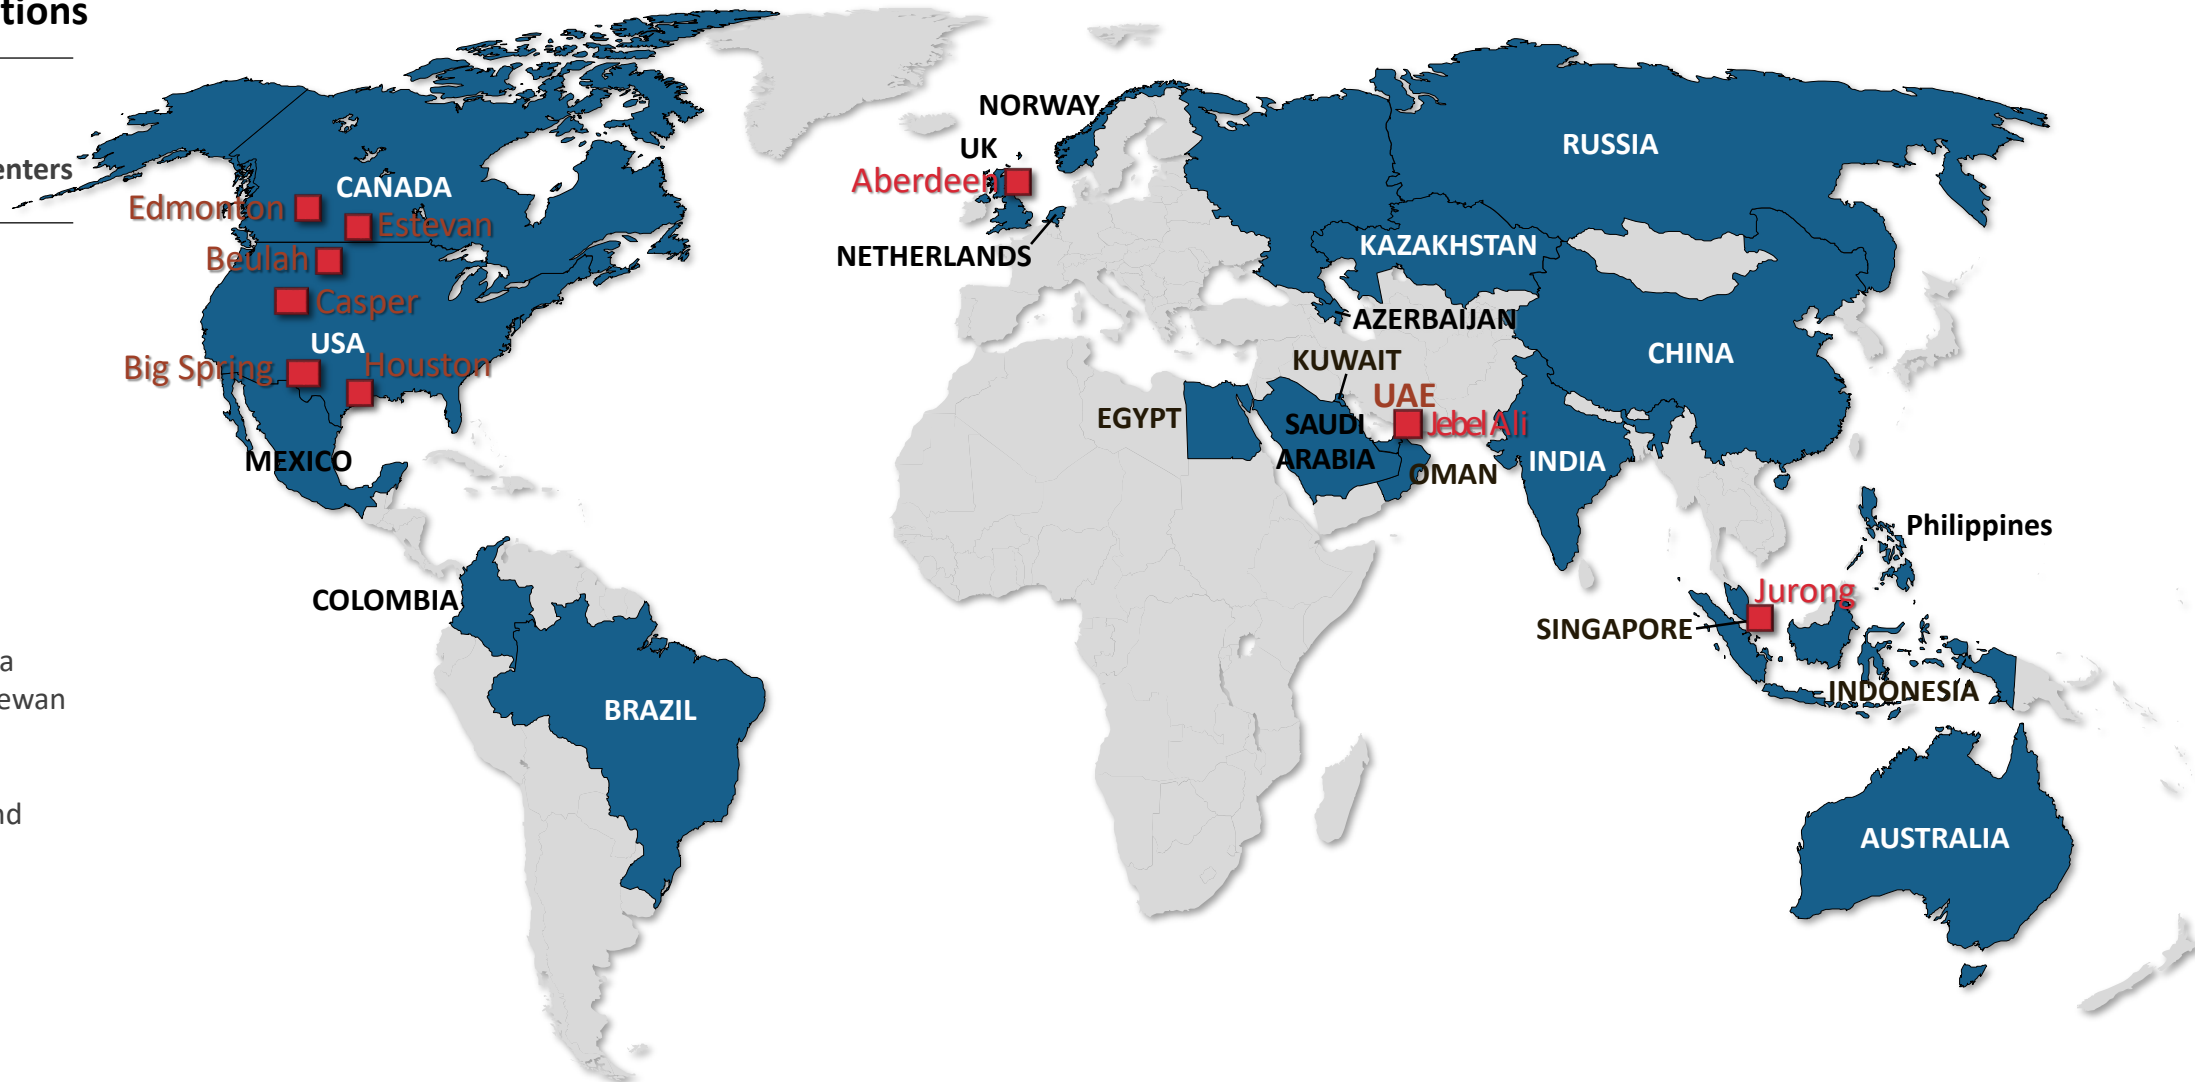 tions
enters
a
ewan
nd
NORWAY
UK
RUSSIA
Aberdeen
CANADA
Edmonton
Estevan
NETHERLANDS
KAZAKHSTAN
Beulah
Casper
AZERBAIJAN
USA
CHINA
KUWAIT
Big Spring
Houston
UAE
EGYPT
SAUDI
ARABIA
Jebel Ali
MEXICO
OMAN
INDIA
Philippines
COLOMBIA
Jurong
SINGAPORE
INDONESIA
BRAZIL
AUSTRALIA